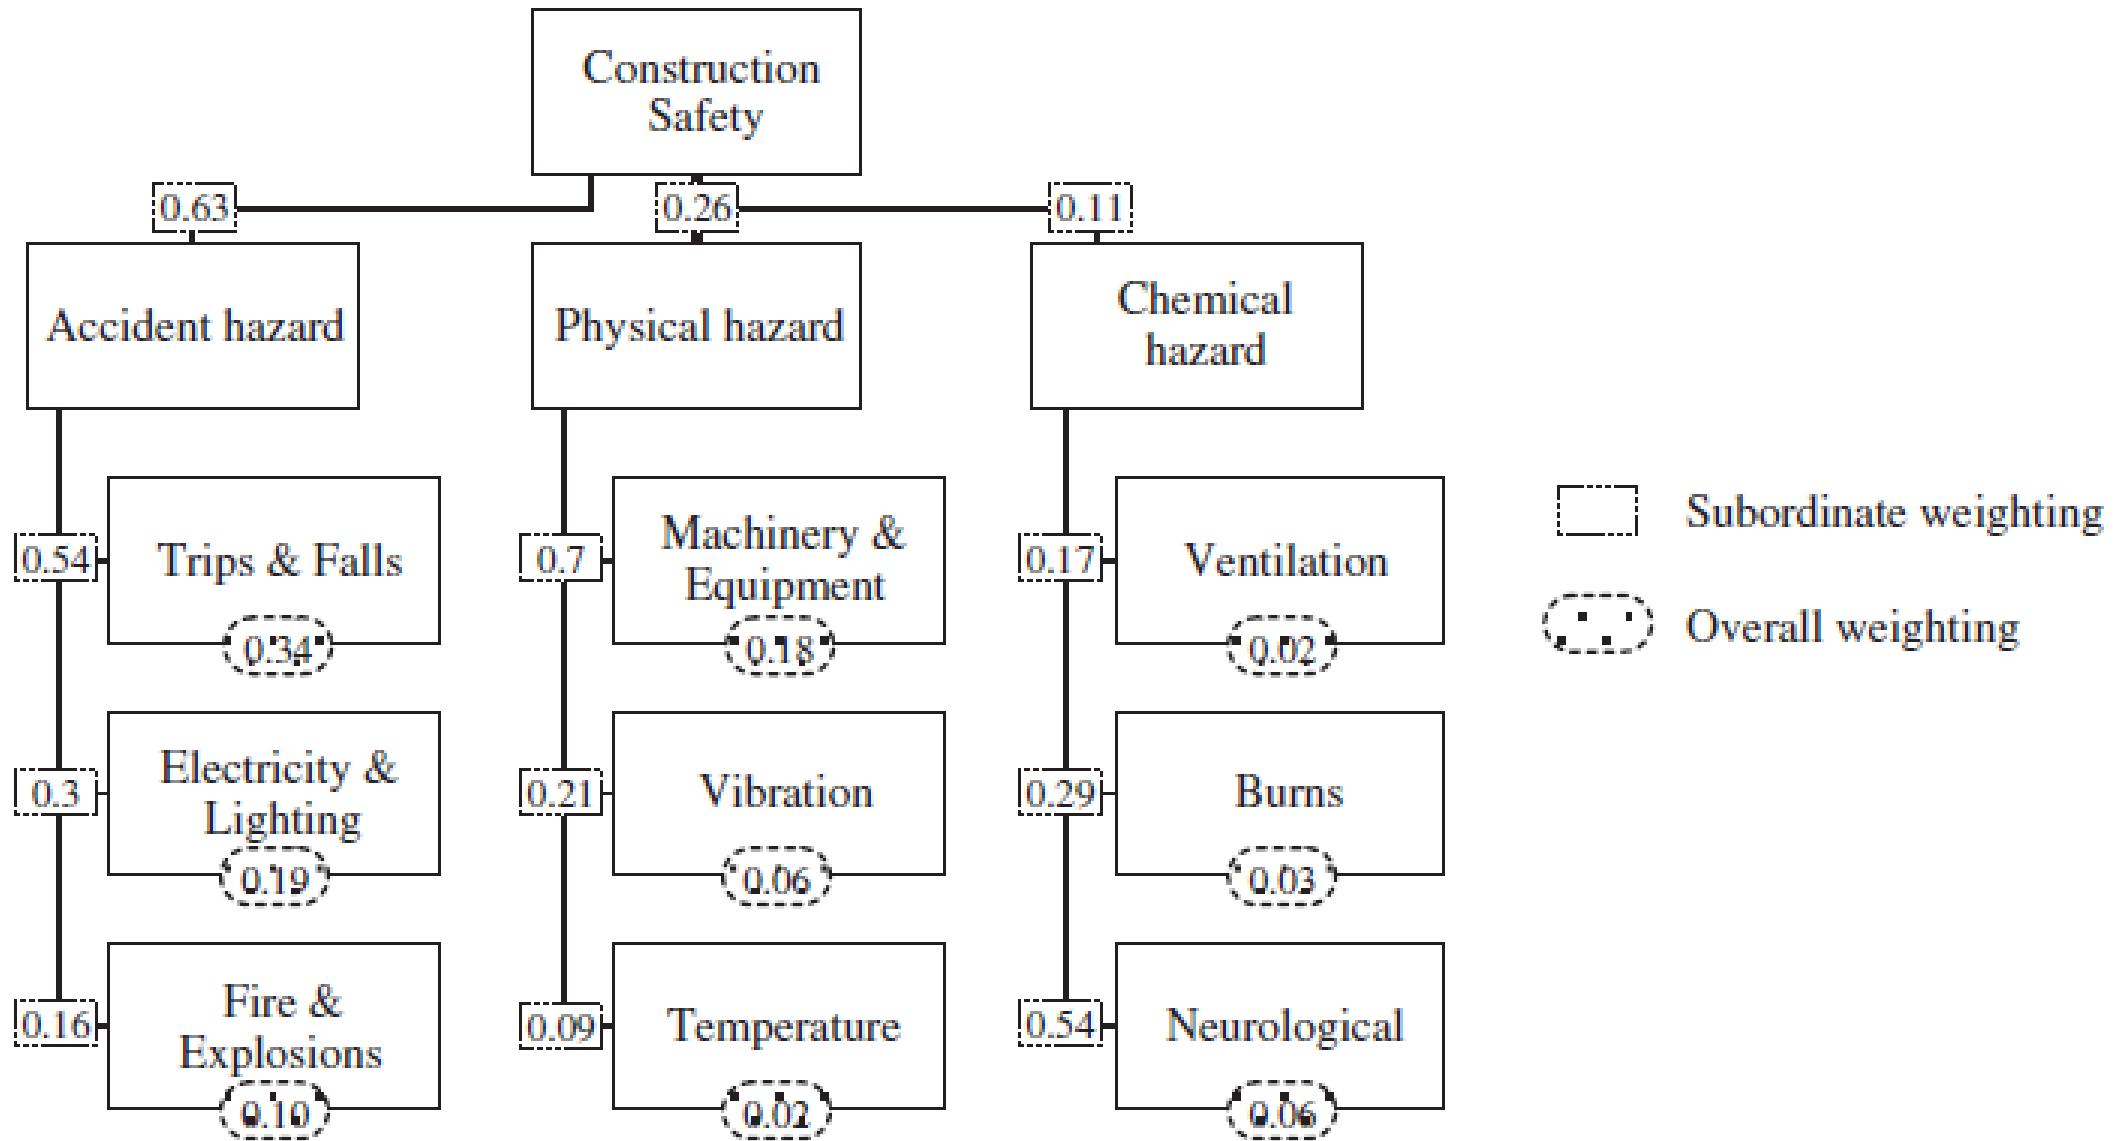 Construction
Safety
0.63
0.26
0.11
Accident hazard
Physical hazard
Chemical
hazard
0.54
Trips & Falls
0.34
0.3
Electricity &
Lighting
0.19
0.16
Fire &
Explosions
0.10
0.7
Machinery &
Equipment
0.18
0.21
Vibration
0.06
0.09
Temperature
0.02
0.17
Ventilation
0.02
0.29
Burns
0.03
0.54
Neurological
0.06
Subordinate weighting
Overall weighting